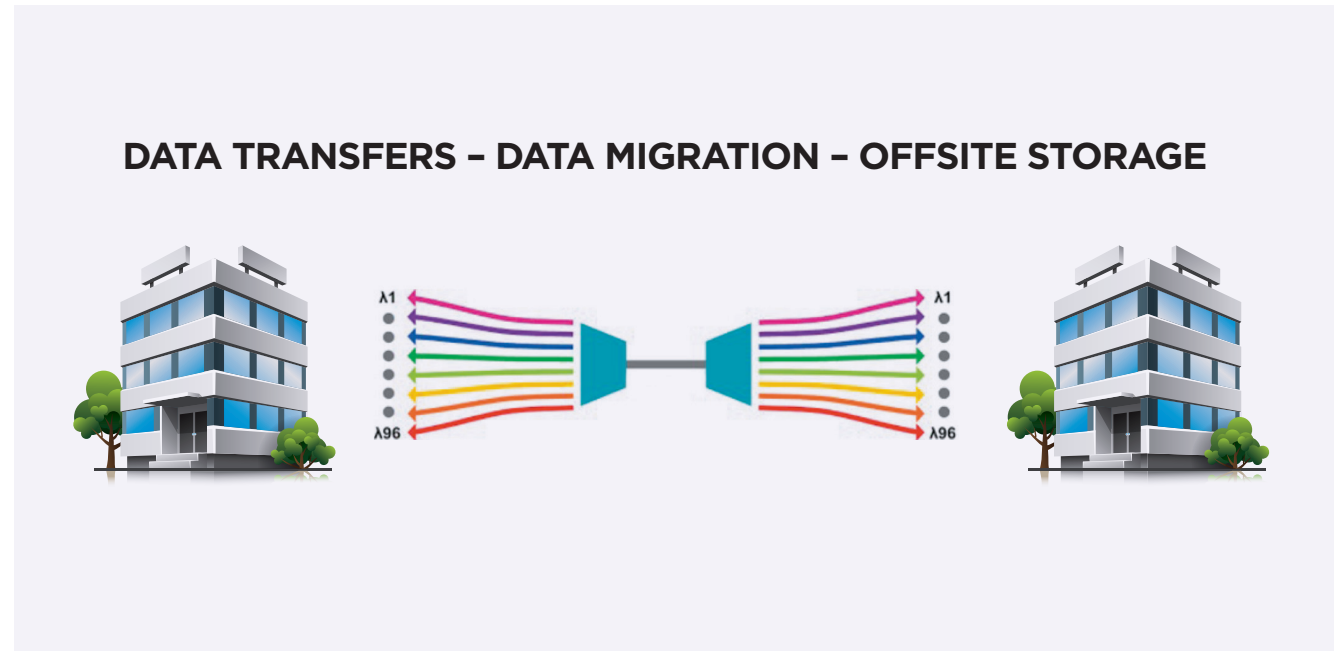 DATA TRANSFERS – DATA MIGRATION – OFFSITE STORAGE
λ1 λ1
λ96 λ96